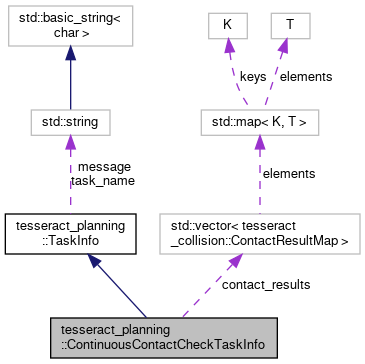 std::basic_string<
char >
K
T
keys
elements
std::string
std::map< K, T >
message
task_name
elements
tesseract_planning
::TaskInfo
std::vector< tesseract
_collision::ContactResultMap >
contact_results
tesseract_planning
::ContinuousContactCheckTaskInfo